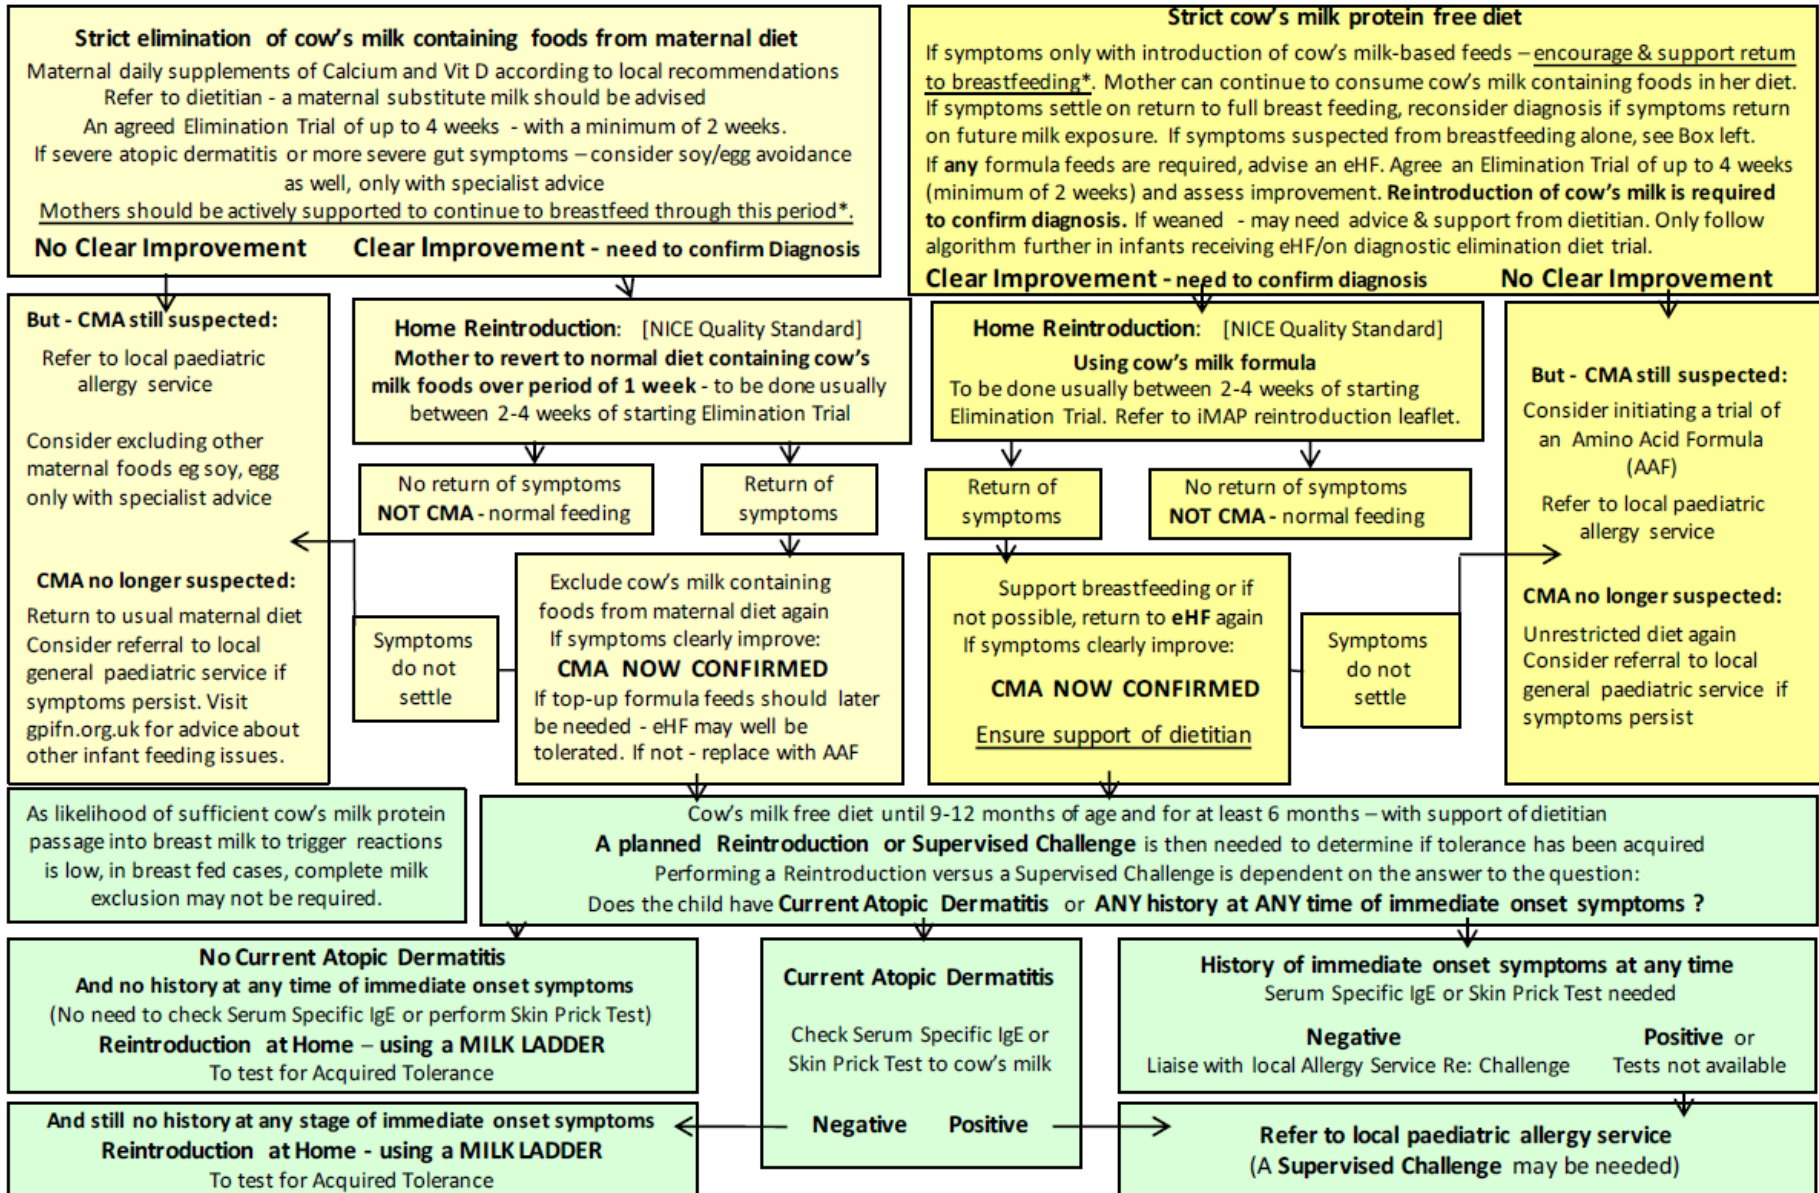 Strict elimination of cow's milk containing foods from maternal diet
Maternal daily supplements of Calcium and Vit D according to local recommendations
Refer to dietitian - a maternal substitute milk should be advised
An agreed Elimination Trial of up to 4 weeks - with a minimum of 2 weeks.
If severe atopic dermatitis or more severe gut symptoms – consider soy/egg avoidance
as well, only with specialist advice
Mothers should be actively supported to continue to breastfeed through this period*.
No Clear Improvement
Clear Improvement - need to confirm Diagnosis
Strict cow's milk protein free diet
If symptoms only with introduction of cow's milk-based feeds – encourage & support return
to breastfeeding*. Mother can continue to consume cow's milk containing foods in her diet.
If symptoms settle on return to full breast feeding, reconsider diagnosis if symptoms return
on future milk exposure. If symptoms suspected from breastfeeding alone, see Box left.
If any formula feeds are required, advise an eHF. Agree an Elimination Trial of up to 4 weeks
(minimum of 2 weeks) and assess improvement. Reintroduction of cow's milk is required
to confirm diagnosis. If weaned - may need advice & support from dietitian. Only follow
algorithm further in infants receiving eHF/on diagnostic elimination diet trial.
Clear Improvement - need to confirm diagnosis
No Clear Improvement
But - CMA still suspected:
Refer to local paediatric
allergy service
Consider excluding other
maternal foods eg soy, egg
only with specialist advice
CMA no longer suspected:
Return to usual maternal diet
Consider referral to local
general paediatric service if
symptoms persist. Visit
gpifn.org.uk for advice about
other infant feeding issues.
Home Reintroduction: [NICE Quality Standard]
Mother to revert to normal diet containing cow's
milk foods over period of 1 week - to be done usually
between 2-4 weeks of starting Elimination Trial
No return of symptoms
NOT CMA - normal feeding
Return of
symptoms
Symptoms
do not
settle
Exclude cow's milk containing
foods from maternal diet again
If symptoms clearly improve:
CMA NOW CONFIRMED
If top-up formula feeds should later
be needed - eHF may well be
tolerated. If not - replace with AAF
Home Reintroduction: [NICE Quality Standard]
Using cow's milk formula
To be done usually between 2-4 weeks of starting
Elimination Trial. Refer to iMAP reintroduction leaflet.
Return of
symptoms
No return of symptoms
NOT CMA - normal feeding
Support breastfeeding or if
not possible, return to eHF again
If symptoms clearly improve:
CMA NOW CONFIRMED
Ensure support of dietitian
Symptoms
do not
settle
But - CMA still suspected:
Consider initiating a trial of
an Amino Acid Formula
(AAF)
Refer to local paediatric
allergy service
CMA no longer suspected:
Unrestricted diet again
Consider referral to local
general paediatric service if
symptoms persist
As likelihood of sufficient cow's milk protein
passage into breast milk to trigger reactions
is low, in breast fed cases, complete milk
exclusion may not be required.
Cow's milk free diet until 9-12 months of age and for at least 6 months – with support of dietitian
A planned Reintroduction or Supervised Challenge is then needed to determine if tolerance has been acquired
Performing a Reintroduction versus a Supervised Challenge is dependent on the answer to the question:
Does the child have Current Atopic Dermatitis or ANY history at ANY time of immediate onset symptoms ?
No Current Atopic Dermatitis
And no history at any time of immediate onset symptoms
(No need to check Serum Specific IgE or perform Skin Prick Test)
Reintroduction at Home – using a MILK LADDER
To test for Acquired Tolerance
And still no history at any stage of immediate onset symptoms
Reintroduction at Home - using a MILK LADDER
To test for Acquired Tolerance
Current Atopic Dermatitis
Check Serum Specific IgE or
Skin Prick Test to cow's milk
Negative Positive
History of immediate onset symptoms at any time
Serum Specific IgE or Skin Prick Test needed
Negative
Liaise with local Allergy Service Re: Challenge
Positive or
Tests not available
Refer to local paediatric allergy service
(A Supervised Challenge may be needed)